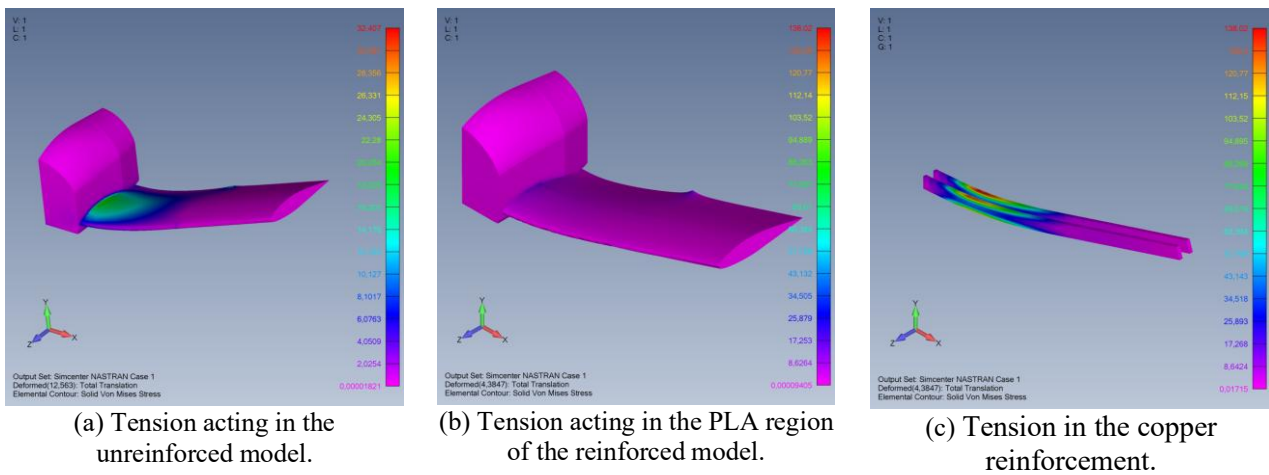 V: 1
L: 1
C: 1
32,407
28,356
26,331
24,305
22,28
10,127
8,1017
6,0763
4,0509
2,0254
0,00001821
Y
Z
X
Output Set: Simcenter NASTRAN Case 1
Deformed(12,563): Total Translation
Elemental Contour: Solid Von Mises Stress
(a) Tension acting in the
unreinforced model.
V: 1
L: 1
C: 1
138,02
120,77
112,14
103,52
94,889
43,132
34,505
25,879
17,253
8,6264
0,00009405
Y
Z
X
Output Set: Simcenter NASTRAN Case 1
Deformed(4,3847): Total Translation
Elemental Contour: Solid Von Mises Stress
(b) Tension acting in the PLA region
of the reinforced model.
V: 1
L: 1
C: 1
G: 1
138,02
120,77
112,15
103,52
94,895
43,143
34,518
25,893
17,268
8,6424
0,01715
Y
Z
X
Output Set: Simcenter NASTRAN Case 1
Deformed(4,3847): Total Translation
Elemental Contour: Solid Von Mises Stress
(c) Tension in the copper
reinforcement.